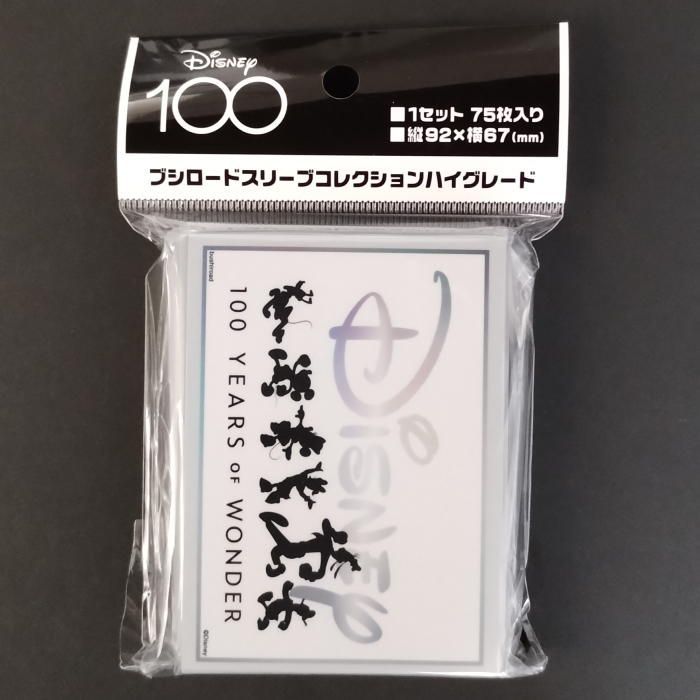 Disney
100
■1セット 75枚入り
■縦92×横67(mm)
ブシロードスリーブコレクションハイグレード
bushiroad
Disney
100 YEARS OF WONDER
©Disney